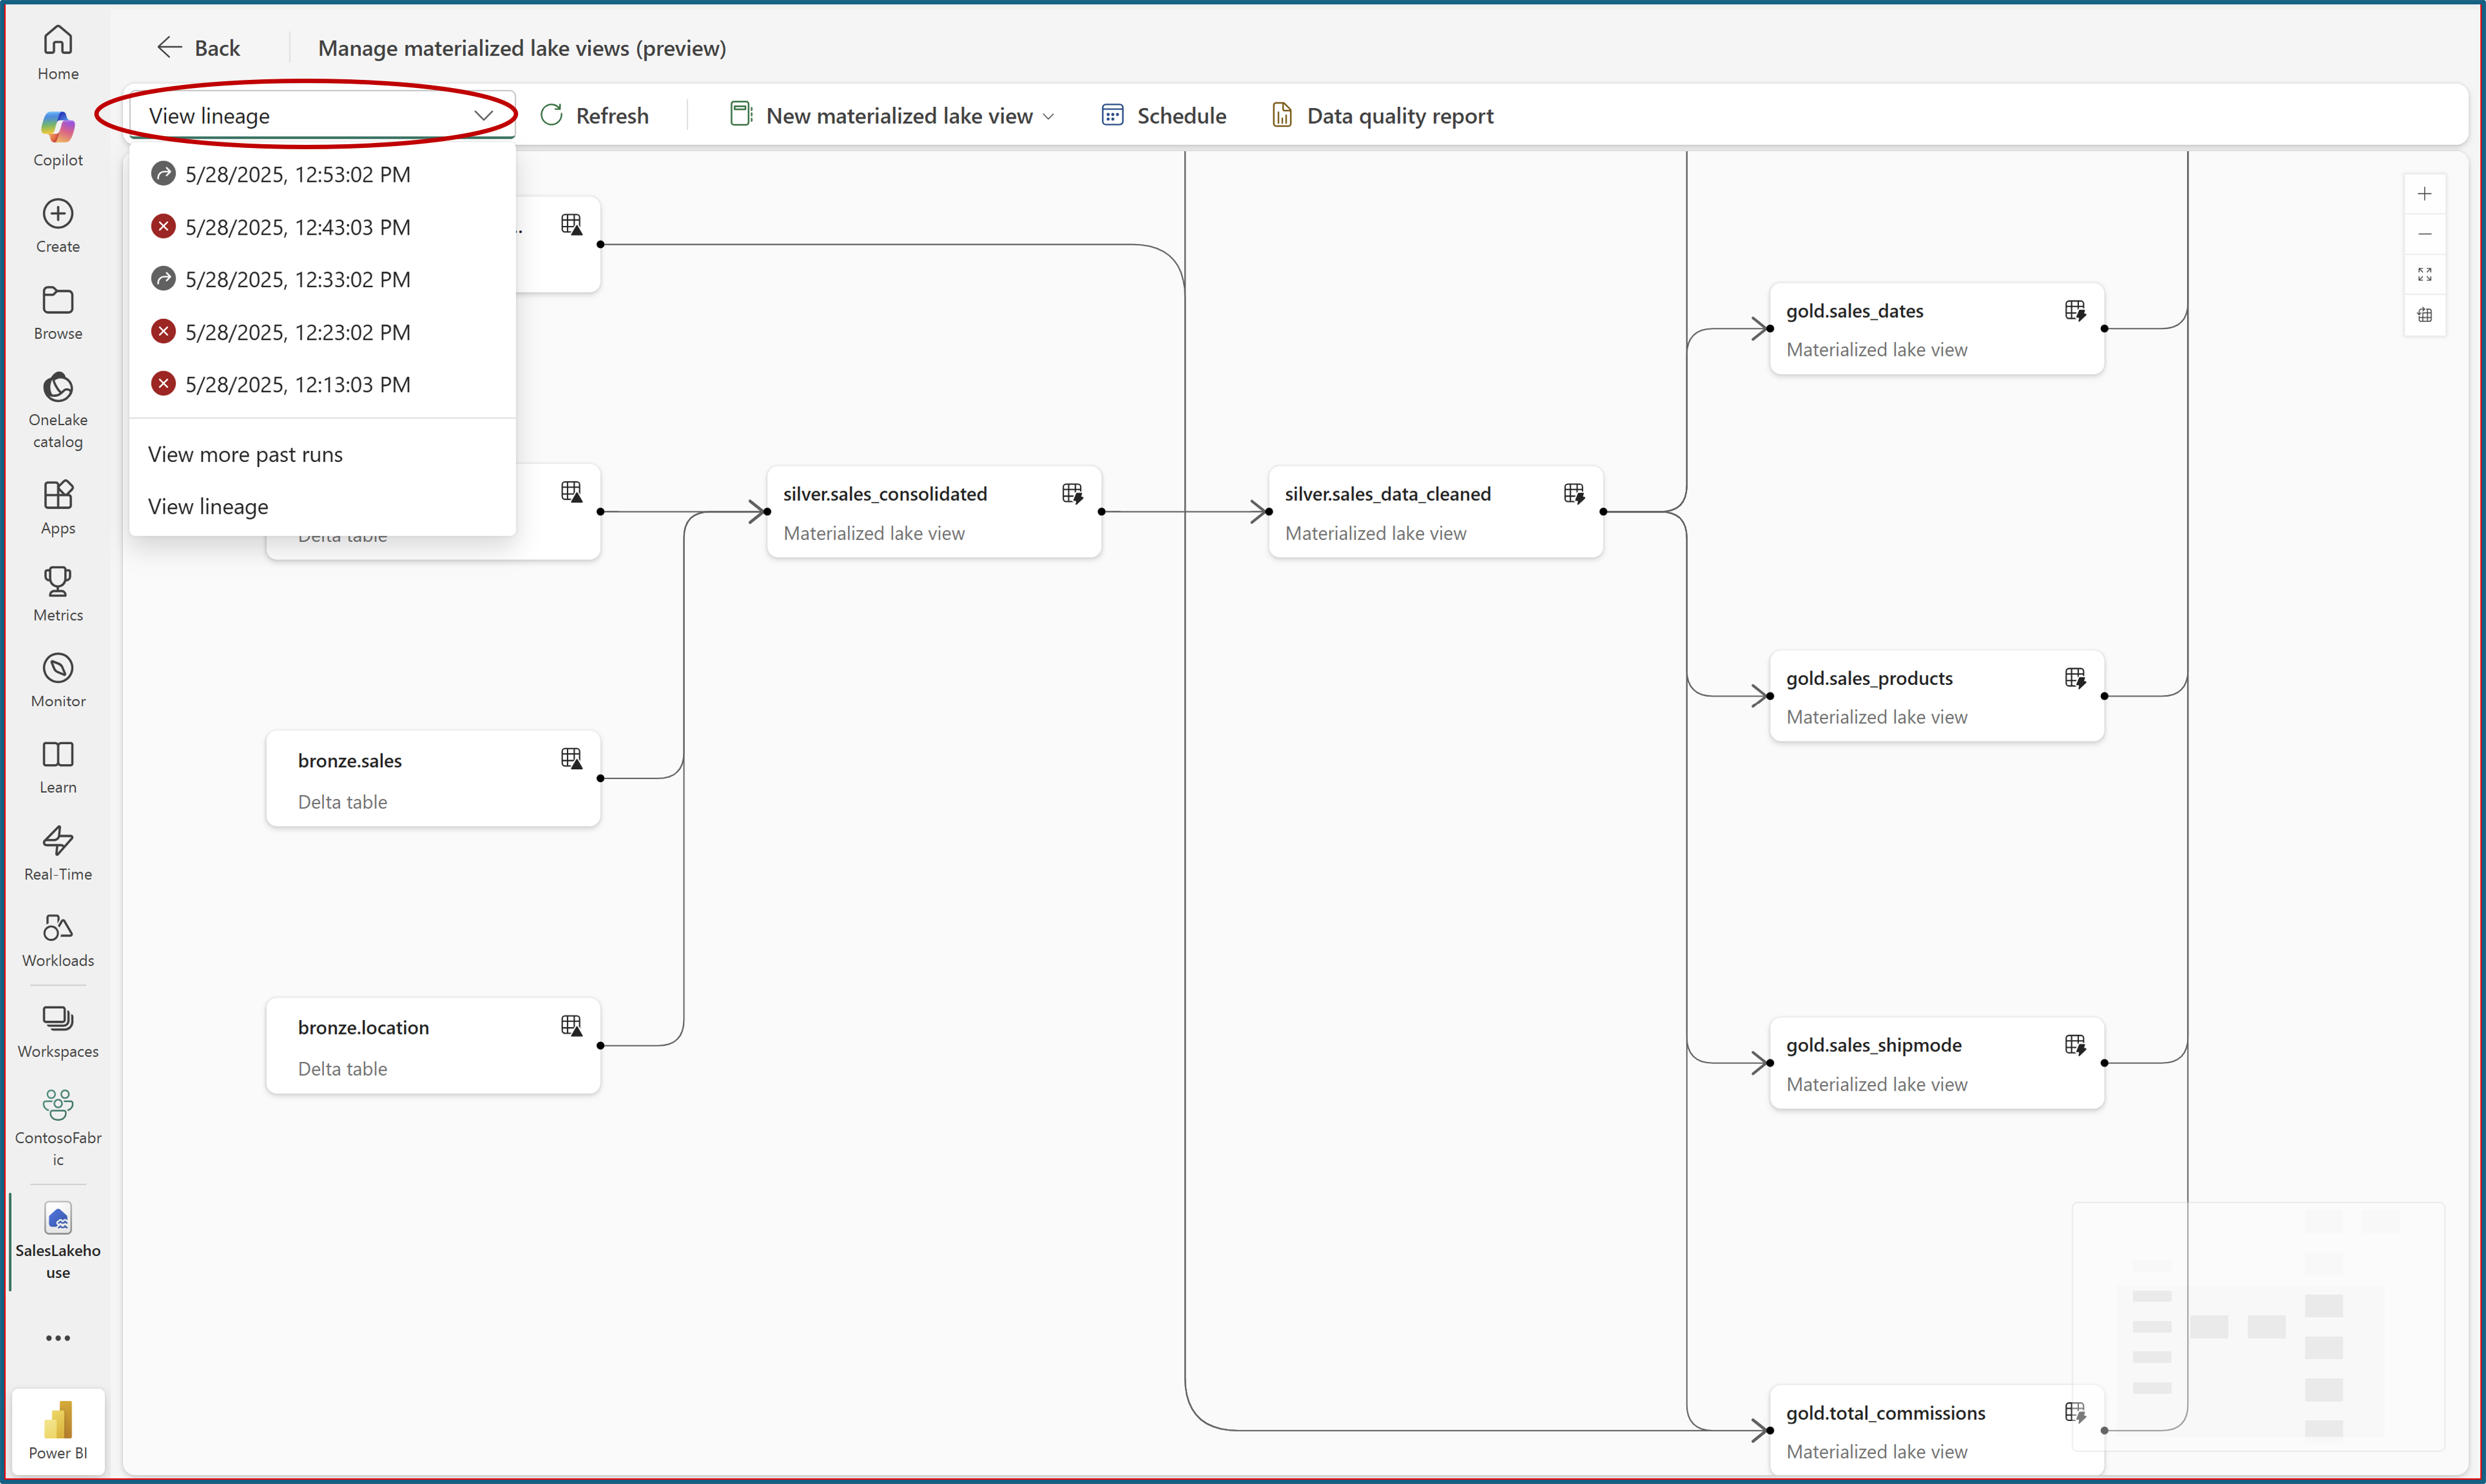 Home
Copilot
Create
Browse
OneLake
catalog
Apps
Metrics
Monitor
Learn
Real-Time
Workloads
Workspaces
ContosoFabr
ic
SalesLakeho
use
Power BI
Back
Manage materialized lake views (preview)
View lineage
Refresh
New materialized lake view
Schedule
Data quality report
5/28/2025, 12:53:02 PM
5/28/2025, 12:43:03 PM
5/28/2025, 12:33:02 PM
5/28/2025, 12:23:02 PM
5/28/2025, 12:13:03 PM
View more past runs
View lineage
..
Delta table
bronze.sales
Delta table
bronze.location
Delta table
silver.sales_consolidated
Materialized lake view
silver.sales_data_cleaned
Materialized lake view
gold.sales_dates
Materialized lake view
gold.sales_products
Materialized lake view
gold.sales_shipmode
Materialized lake view
gold.total_commissions
Materialized lake view